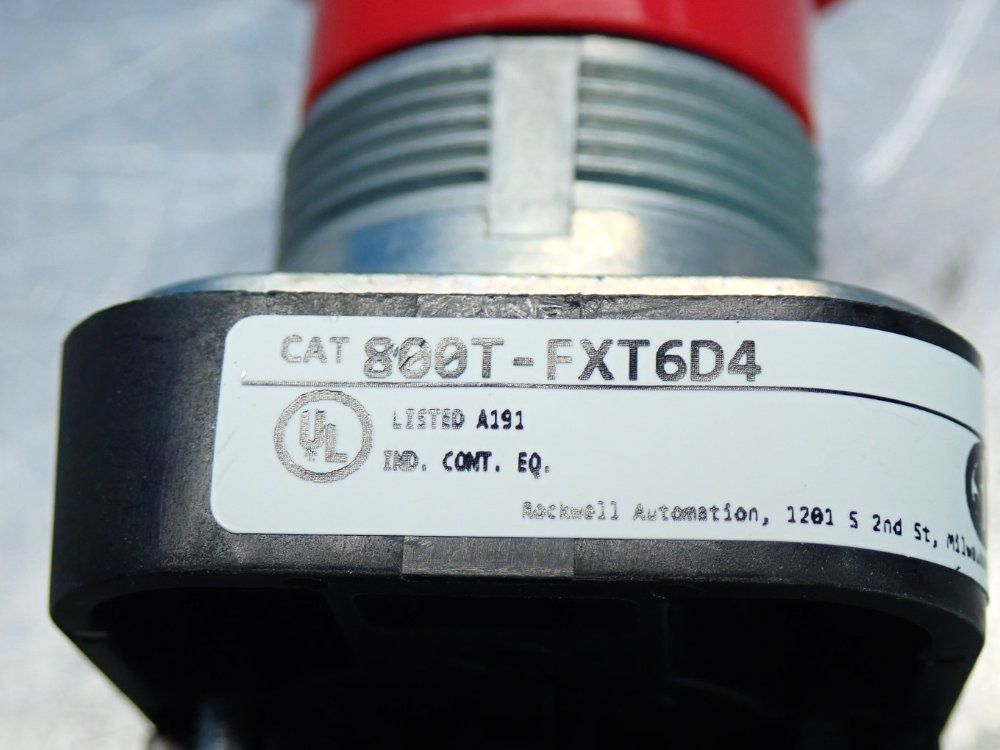 CAT 800T-FXT6D4
UL
LISTED A191
IND. CONT. EQ.
Rockwell Automation, 1201 S 2nd St,